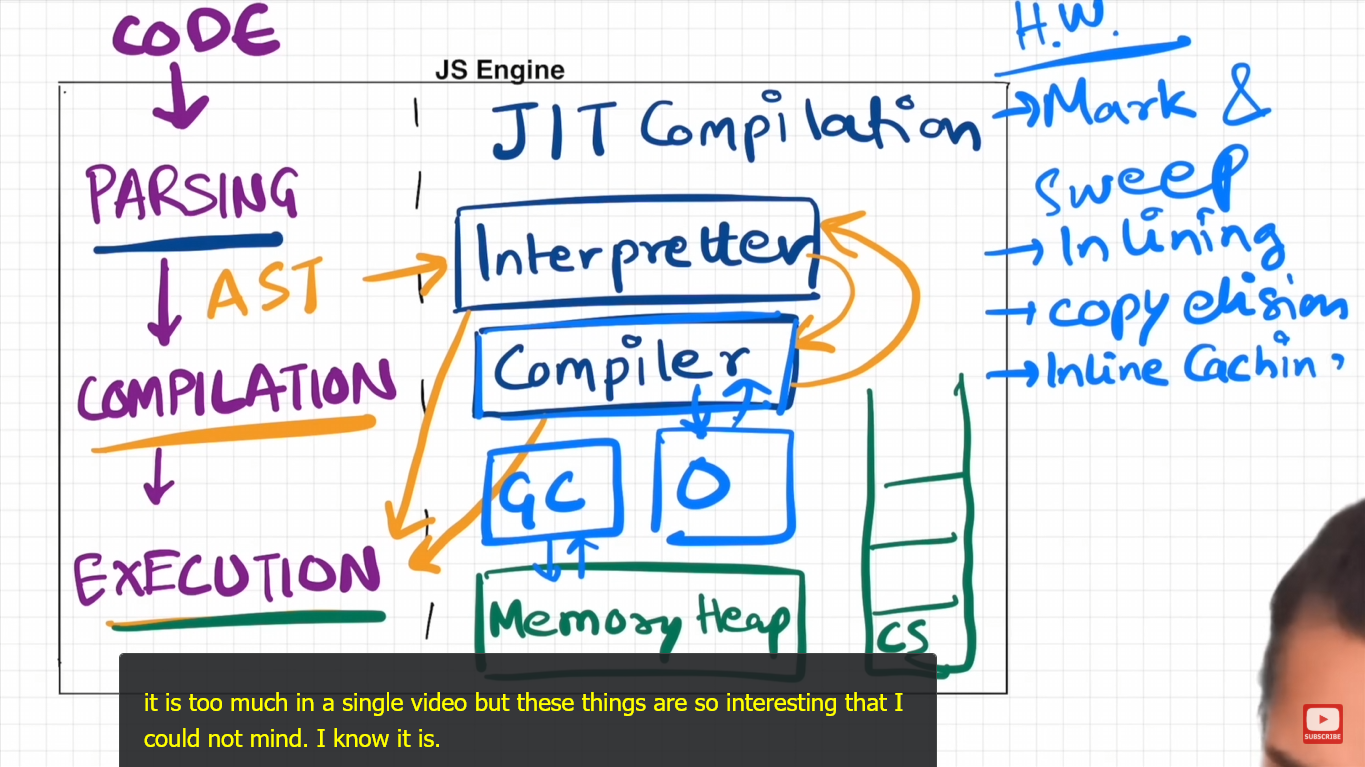 CODE
JS Engine
JIT Compilation
PARSING
AST
Interpretter
COMPILATION
Compiler
GC
O
EXECUTION
Memory Heap
CS
H.W.
Mark &
Sweep
Inlining
Copy elision
Inline Cachin
it is too much in a single video but these things are so interesting that I
could not mind. I know it is.
SUBSCRIBE